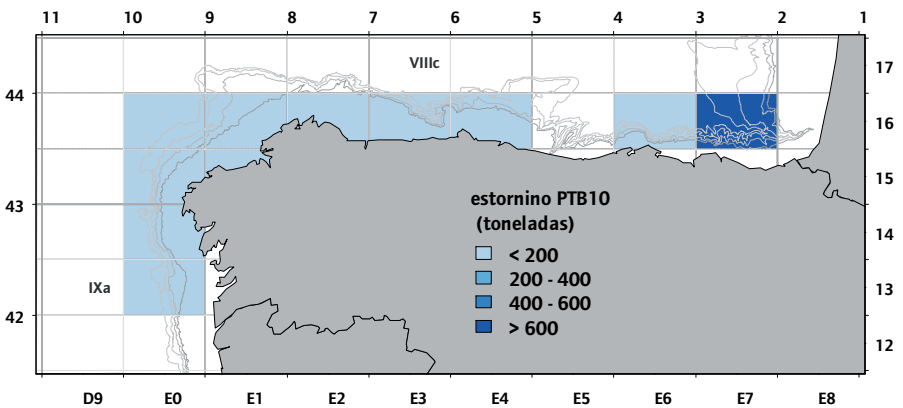 11 10 9 8 7 6 5 4 3 2 1
VIIIc
17
44
16
15
43
estornino PTB10
(toneladas)
14
< 200
200 - 400
IXa
13
400 - 600
42
> 600
12
D9 E0 E1 E2 E3 E4 E5 E6 E7 E8